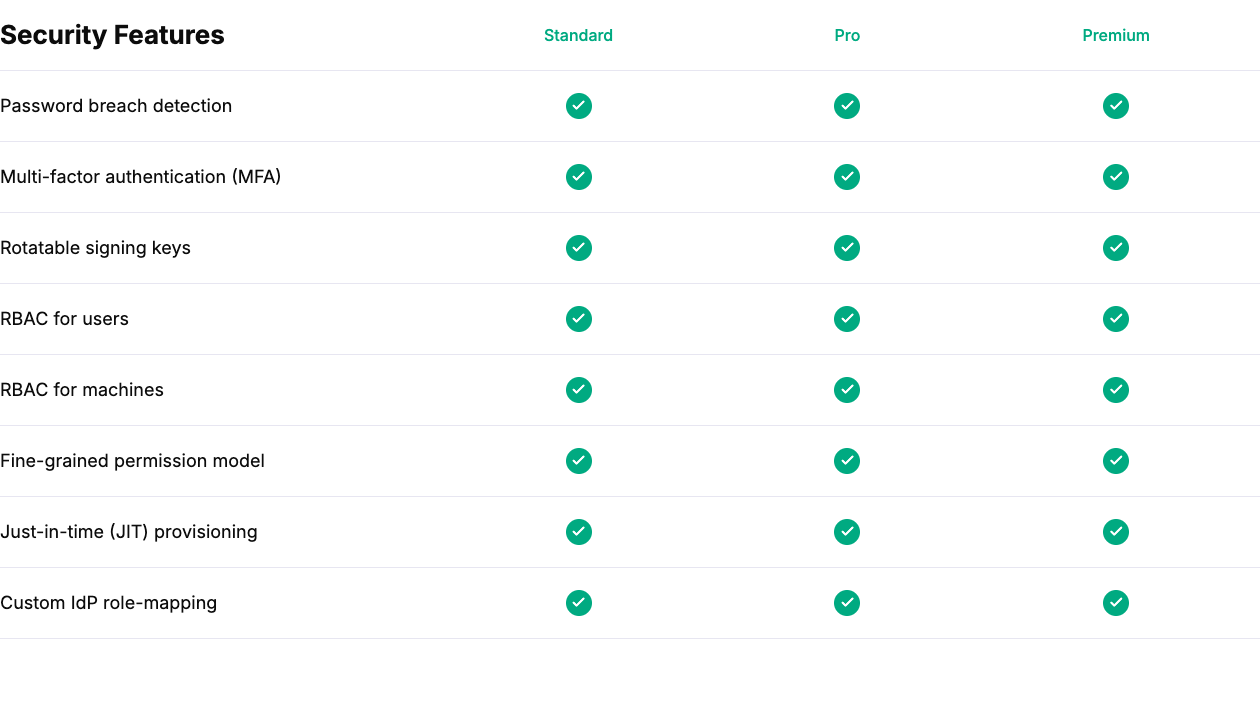 Security Features Standard Pro Premium
Password breach detection
Multi-factor authentication (MFA)
Rotatable signing keys
RBAC for users
RBAC for machines
Fine-grained permission model
Just-in-time (JIT) provisioning
Custom IdP role-mapping